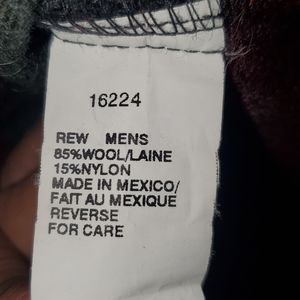 16224
REW MENS
85%WOOL/LAINE
15%NYLON
MADE IN MEXICO/
FAIT AU MEXIQUE
REVERSE
FOR CARE